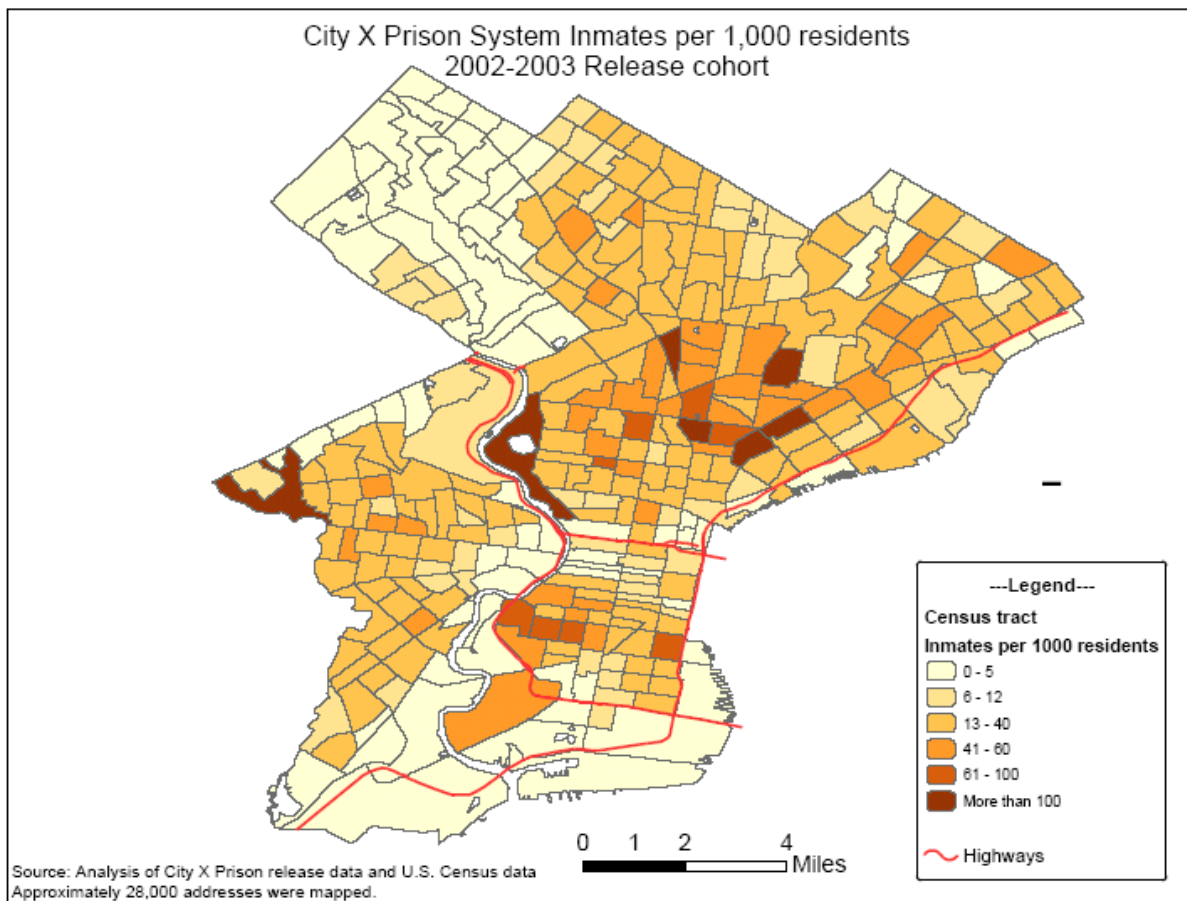 City X Prison System Inmates per 1,000 residents
2002-2003 Release cohort
---Legend---
Census tract
Inmates per 1000 residents
0 - 5
6 - 12
13 - 40
41 - 60
61 - 100
More than 100
Highways
0 1 2 4
Miles
Source: Analysis of City X Prison release data and U.S. Census data
Approximately 28,000 addresses were mapped.